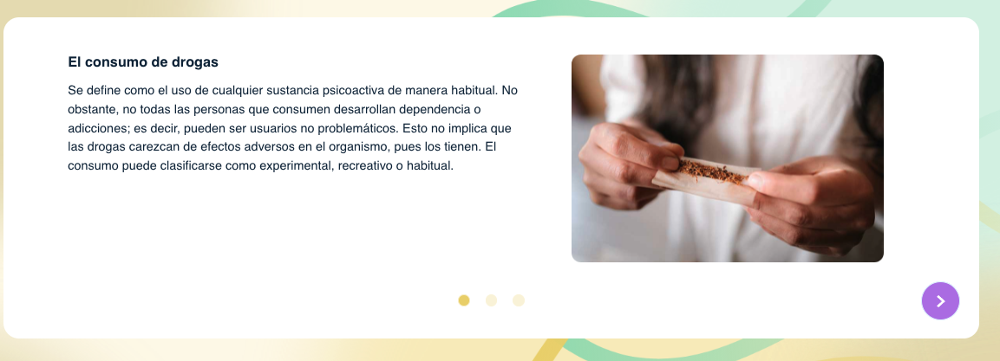 El consumo de drogas
Se define como el uso de cualquier sustancia psicoactiva de manera habitual. No
obstante, no todas las personas que consumen desarrollan dependencia o
adicciones; es decir, pueden ser usuarios no problemáticos. Esto no implica que
las drogas carezcan de efectos adversos en el organismo, pues los tienen. El
consumo puede clasificarse como experimental, recreativo o habitual.